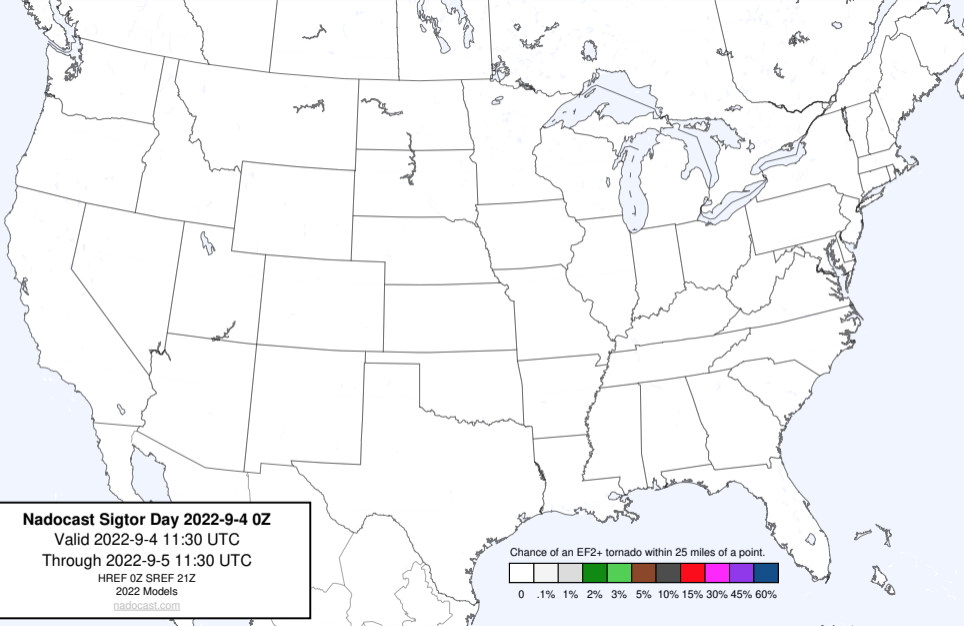 Nadocast Sigtor Day 2022-9-4 0Z
Valid 2022-9-4 11:30 UTC
Through 2022-9-5 11:30 UTC
HREF 0Z SREF 21Z
2022 Models
nadocast.com
Chance of an EF2+ tornado within 25 miles of a point.
0 .1% 1% 2% 3% 5% 10% 15% 30% 45% 60%